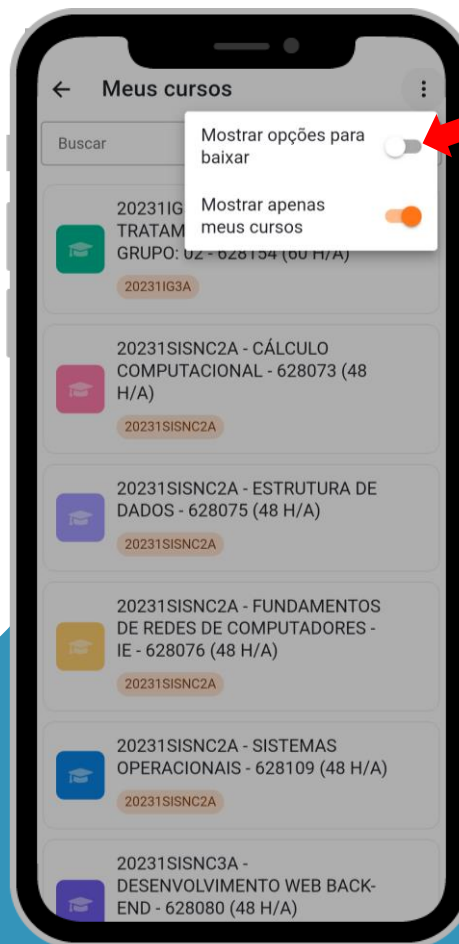 Meus cursos
Buscar
Mostrar opções para
baixar
Mostrar apenas
meus cursos
20231IG
TRATAM
GRUPO: 02 - 628154 (60 H/A)
20231IG3A
20231SISNC2A - CÁLCULO
COMPUTACIONAL - 628073 (48
H/A)
20231SISNC2A
20231SISNC2A - ESTRUTURA DE
DADOS - 628075 (48 H/A)
20231SISNC2A
20231SISNC2A - FUNDAMENTOS
DE REDES DE COMPUTADORES -
IE - 628076 (48 H/A)
20231SISNC2A
20231SISNC2A - SISTEMAS
OPERACIONAIS - 628109 (48 H/A)
20231SISNC2A
20231SISNC3A -
DESENVOLVIMENTO WEB BACK-
END - 628080 (48 H/A)